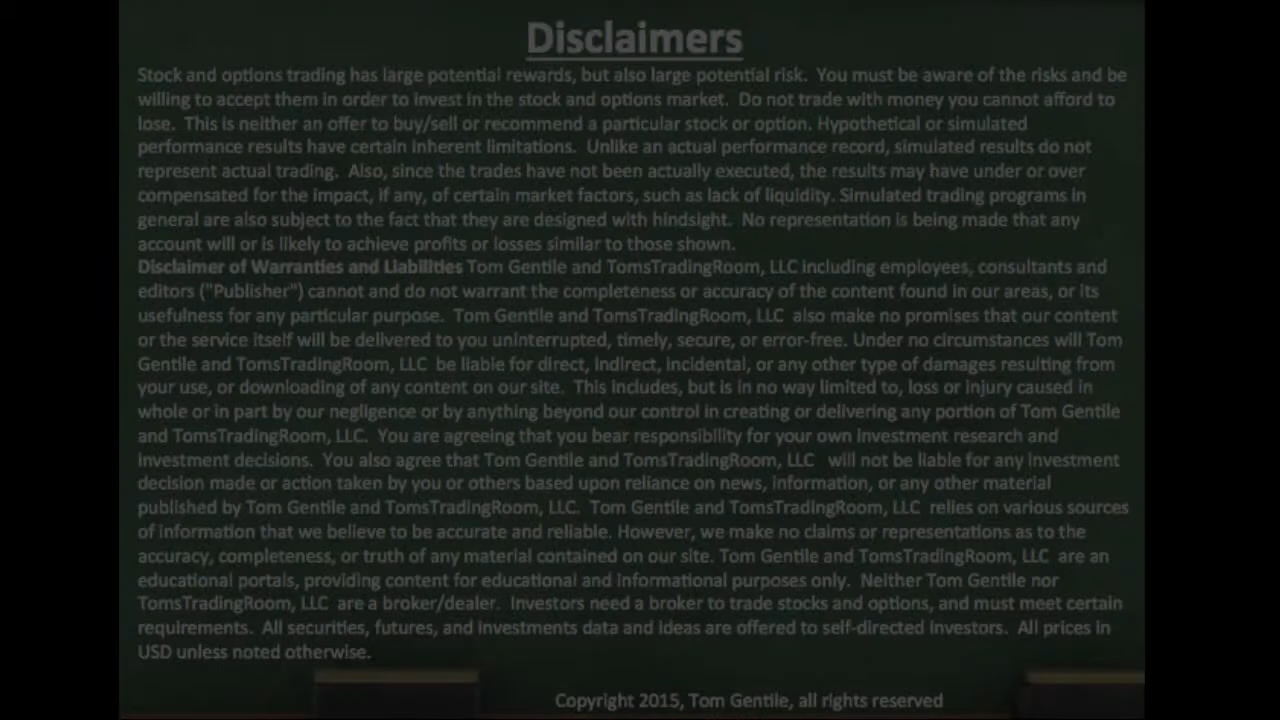 Disclaimers
Stock and options trading has large potential rewards, but also large potential risk.  You must be aware of the risks and be
willing to accept them in order to invest in the stock and options market.  Do not trade with money you cannot afford to
lose.  This is neither an offer to buy/sell or recommend a particular stock or option. Hypothetical or simulated
performance results have certain inherent limitations.  Unlike an actual performance record, simulated results do not
represent actual trading.  Also, since the trades have not been actually executed, the results may have under or over
compensated for the impact, if any, of certain market factors, such as lack of liquidity. Simulated trading programs in
general are also subject to the fact that they are designed with hindsight.  No representation is being made that any
account will or is likely to achieve profits or losses similar to those shown.
Disclaimer of Warranties and Liabilities Tom Gentile and TomsTradingRoom, LLC including employees, consultants and
editors ("Publisher") cannot and do not warrant the completeness or accuracy of the content found in our areas, or its
usefulness for any particular purpose.  Tom Gentile and TomsTradingRoom, LLC  also make no promises that our content
or the service itself will be delivered to you uninterrupted, timely, secure, or error-free. Under no circumstances will Tom
Gentile and TomsTradingRoom, LLC  be liable for direct, indirect, incidental, or any other type of damages resulting from
your use, or downloading of any content on our site.  This includes, but is in no way limited to, loss or injury caused in
whole or in part by our negligence or by anything beyond our control in creating or delivering any portion of Tom Gentile
and TomsTradingRoom, LLC.  You are agreeing that you bear responsibility for your own investment research and
investment decisions.  You also agree that Tom Gentile and TomsTradingRoom, LLC   will not be liable for any investment
decision made or action taken by you or others based upon reliance on news, information, or any other material
published by Tom Gentile and TomsTradingRoom, LLC.  Tom Gentile and TomsTradingRoom, LLC  relies on various sources
of information that we believe to be accurate and reliable. However, we make no claims or representations as to the
accuracy, completeness, or truth of any material contained on our site. Tom Gentile and TomsTradingRoom, LLC  are an
educational portals, providing content for educational and informational purposes only.  Neither Tom Gentile nor
TomsTradingRoom, LLC  are a broker/dealer.  Investors need a broker to trade stocks and options, and must meet certain
requirements.  All securities, futures, and investments data and ideas are offered to self-directed investors.  All prices in
USD unless noted otherwise.
Copyright 2015, Tom Gentile, all rights reserved